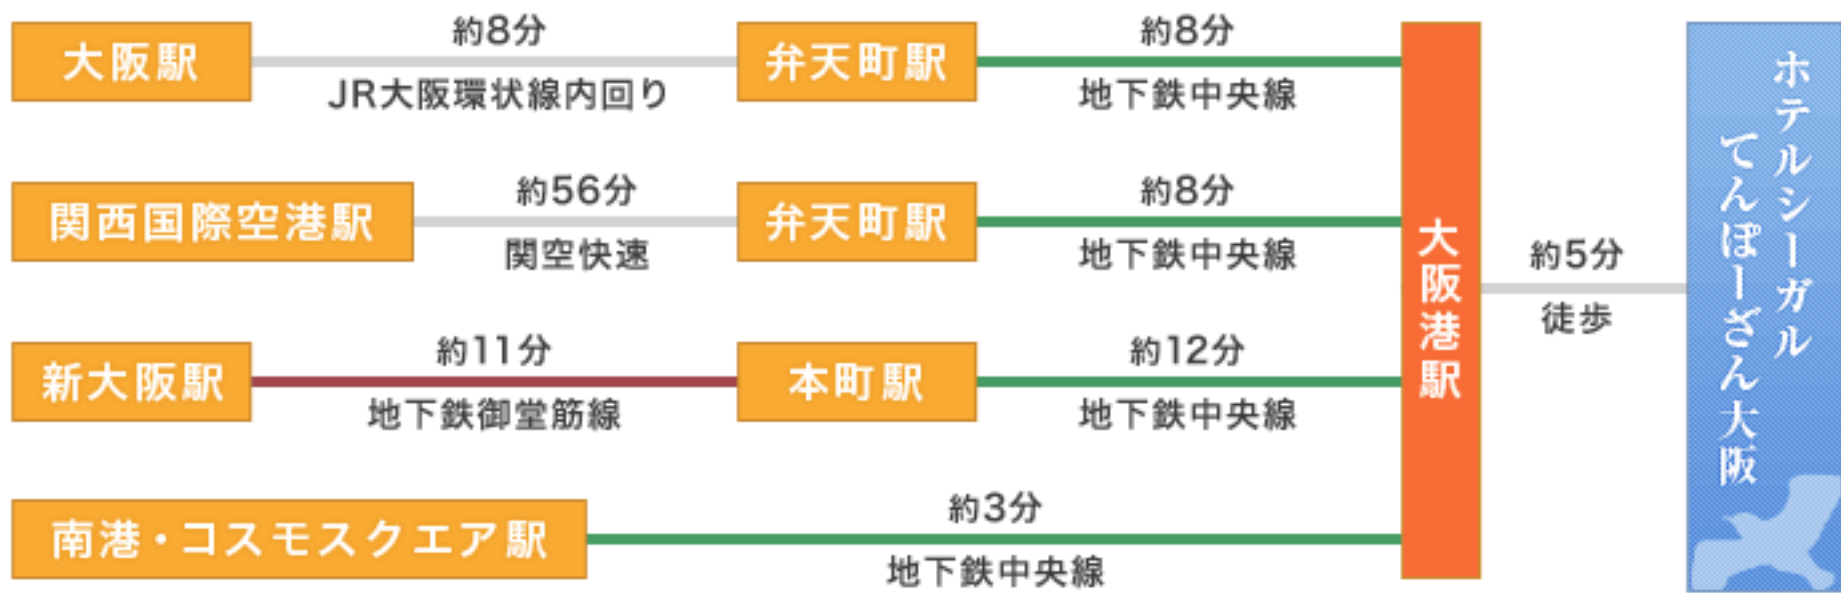 大阪駅
約8分
JR大阪環状線内回り
弁天町駅
約8分
地下鉄中央線
関西国際空港駅
約56分
関空快速
弁天町駅
約8分
地下鉄中央線
新大阪駅
約11分
地下鉄御堂筋線
本町駅
約12分
地下鉄中央線
南港・コスモスクエア駅
約3分
地下鉄中央線
大阪港駅
約5分
徒歩
ホテルシーガル
てんぽーざん大阪